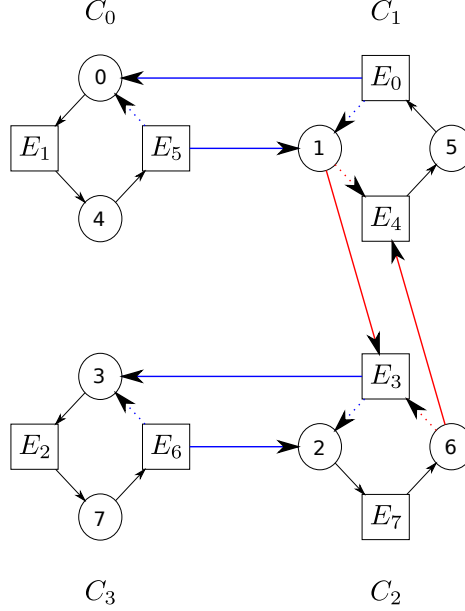 C₀ C₁
0 E₀
E₁ E₅ 1 5
4 E₄
3 E₃
E₂ E₆ 2 6
7 E₇
C₃ C₂